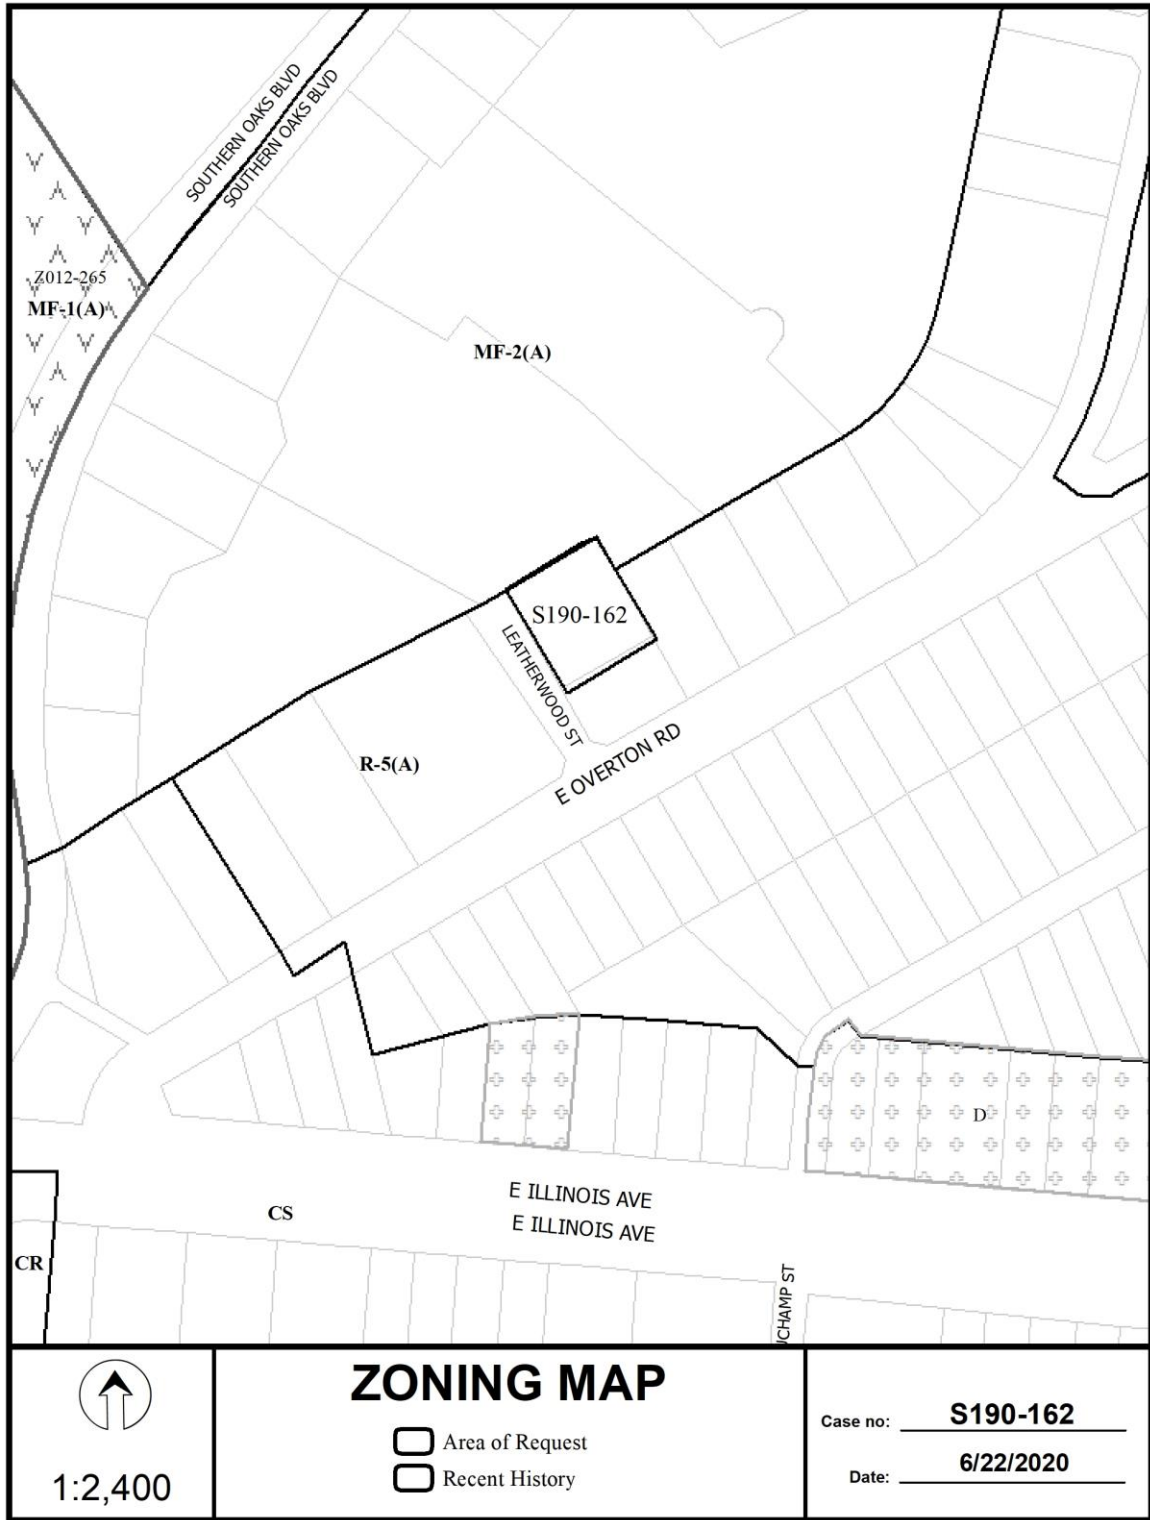 SOUTHERN OAKS BLVD
SOUTHERN OAKS BLVD
Z012-265
MF-1(A)
MF-2(A)
S190-162
LEATHERWOOD ST
R-5(A)
E OVERTON RD
D
E ILLINOIS AVE
E ILLINOIS AVE
CS
CR
JCHAMP ST
1:2,400
ZONING MAP
Area of Request
Recent History
Case no: S190-162
Date: 6/22/2020